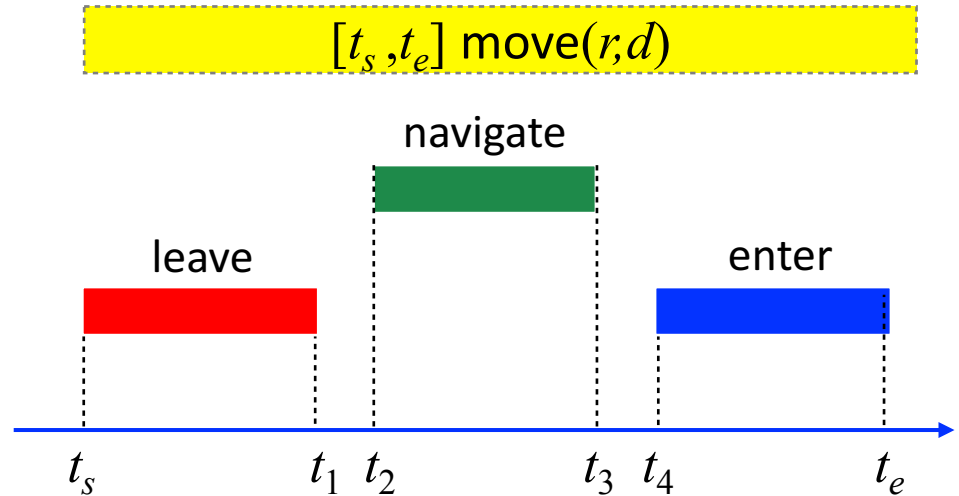 [tₛ ,tₑ] move(r,d)
navigate
leave
enter
tₛ t₁ t₂ t₃ t₄ tₑ